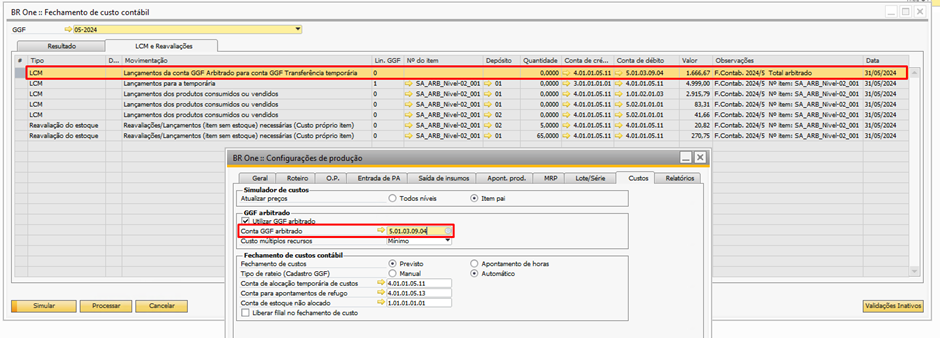 BR One :: Fechamento de custo contábil
GGF 05-2024
Resultado LCM e Reavaliações
# Tipo D... Movimentação Lin. GGF Nº do item Depósito Quantidade Conta de cré... Conta de débito Valor Observações Data
LCM Lançamentos da conta GGF Arbitrado para conta GGF Transferência temporária 0 0,0000 4.01.01.05.11 5.01.03.09.04 1.666,67 F.Contab. 2024/5 Total arbitrado 31/05/2024
LCM Lançamentos para a temporária 1 SA_ARB_Nivel-02_001 01 0,0000 3.01.01.01.01 4.01.01.05.11 4.999,00 F.Contab. 2024/5 Nº item: SA_ARB_Nivel-02_001 31/05/2024
LCM Lançamentos dos produtos consumidos ou vendidos 0 SA_ARB_Nivel-02_001 01 0,0000 4.01.01.05.11 1.01.02.01.03 2.915,79 F.Contab. 2024/5 Nº item: SA_ARB_Nivel-02_001 31/05/2024
LCM Lançamentos dos produtos consumidos ou vendidos 0 SA_ARB_Nivel-02_001 01 0,0000 4.01.01.05.11 5.02.01.01.01 83,31 F.Contab. 2024/5 Nº item: SA_ARB_Nivel-02_001 31/05/2024
LCM Lançamentos dos produtos consumidos ou vendidos 0 SA_ARB_Nivel-02_001 02 0,0000 4.01.01.05.11 5.02.01.01.01 41,66 F.Contab. 2024/5 Nº item: SA_ARB_Nivel-02_001 31/05/2024
Reavaliação do estoque Reavaliações/Lançamentos (item sem estoque) necessárias (Custo próprio item) 0 SA_ARB_Nivel-02_001 02 5,0000 4.01.01.05.11 4.01.01.05.11 20,82 F.Contab. 2024/5 Nº item: SA_ARB_Nivel-02_001 31/05/2024
Reavaliação do estoque Reavaliações/Lançamentos (item sem estoque) necessárias (Custo próprio item) 0 SA_ARB_Nivel-02_001 02 65,0000 4.01.01.05.11 4.01.01.05.11 270,75 F.Contab. 2024/5 Nº item: SA_ARB_Nivel-02_001 31/05/2024
BR One :: Configurações de produção
Geral Roteiro O.P. Entrada de PA Saída de insumos Apont. prod. MRP Lote/Série Custos Relatórios
Simulador de custos
Atualizar preços Todos níveis Item pai
GGF arbitrado
Utilizar GGF arbitrado
Conta GGF arbitrado 5.01.03.09.04
Custo múltiplos recursos Mínimo
Fechamento de custos contábil
Fechamento de custos Previsto Apontamento de horas
Tipo de rateio (Cadastro GGF) Manual Automático
Conta de alocação temporária de custos 4.01.01.05.11
Conta para apontamentos de refugo 4.01.01.05.13
Conta de estoque não alocado 1.01.01.01.01
Liberar filial no fechamento de custo
Simular Processar Cancelar Validações Inativos